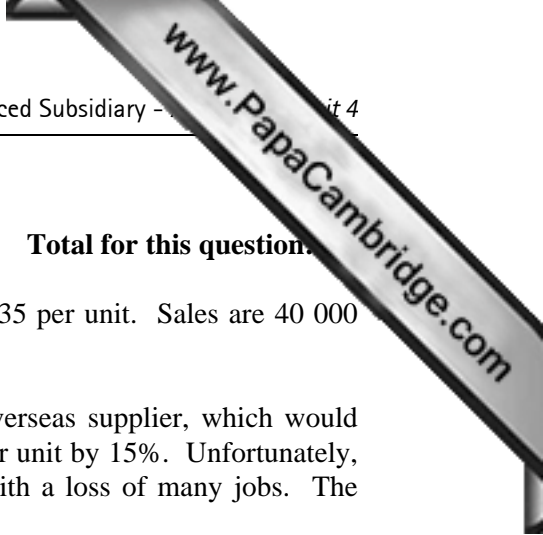 ced Subsidiary -
it 4
www.PapaCambridge.com
Total for this question
35 per unit. Sales are 40 000
verseas supplier, which would
r unit by 15%. Unfortunately,
ith a loss of many jobs. The